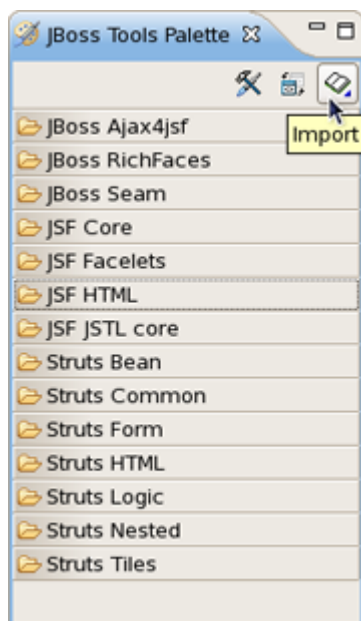 JBoss Tools Palette
Import
JBoss Ajax4jsf
JBoss RichFaces
JBoss Seam
JSF Core
JSF Facelets
JSF HTML
JSF JSTL core
Struts Bean
Struts Common
Struts Form
Struts HTML
Struts Logic
Struts Nested
Struts Tiles